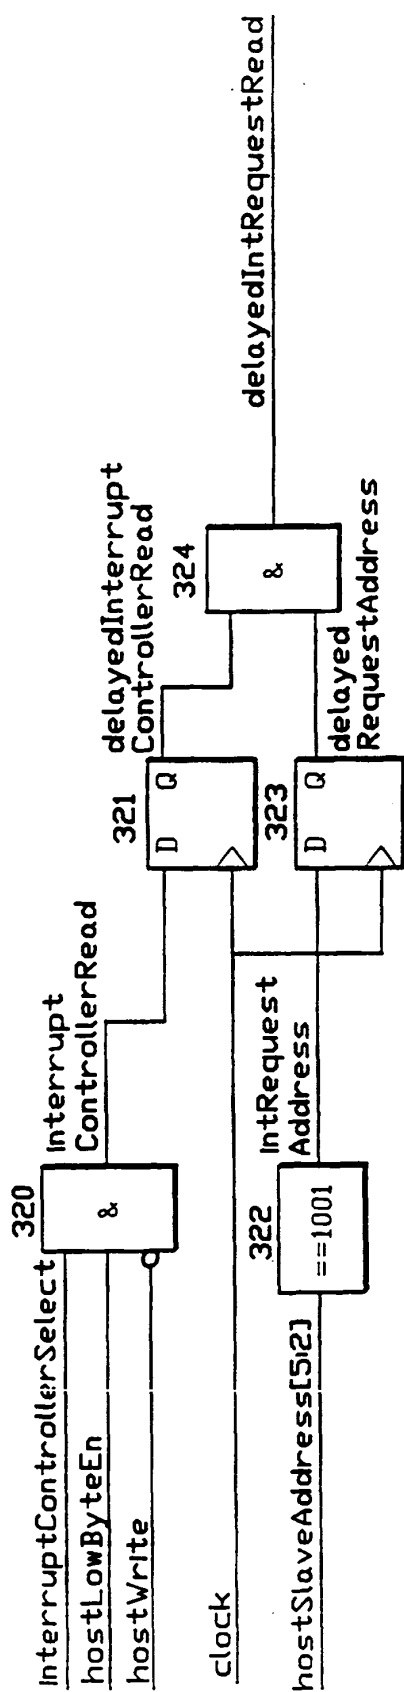 InterruptControllerSelect
hostLowByteEn
hostWrite
clock
hostSlaveAddress[5:2]
320
&
322
==1001
Interrupt
ControllerRead
IntRequest
Address
321
D Q
323
D Q
delayedInterrupt
ControllerRead
delayed
RequestAddress
324
&
delayedIntRequestRead